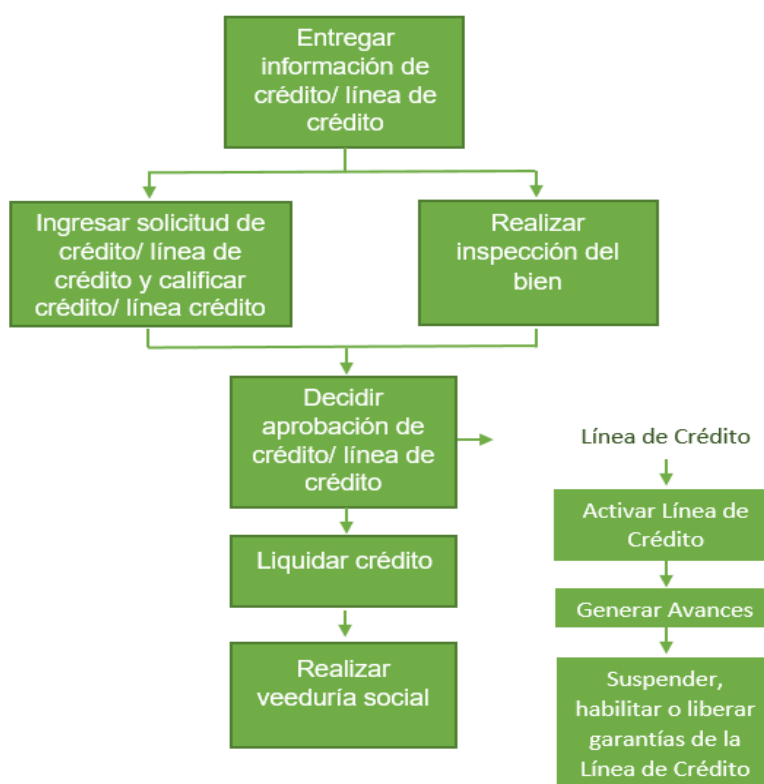 Entregar
información de
crédito/ línea de
crédito
Ingresar solicitud de
crédito/ línea de
crédito y calificar
crédito/ línea crédito
Realizar
inspección del
bien
Decidir
aprobación de
crédito/ línea de
crédito
Liquidar crédito
Realizar
veeduría social
Línea de Crédito
Activar Línea de
Crédito
Generar Avances
Suspender,
habilitar o liberar
garantías de la
Línea de Crédito